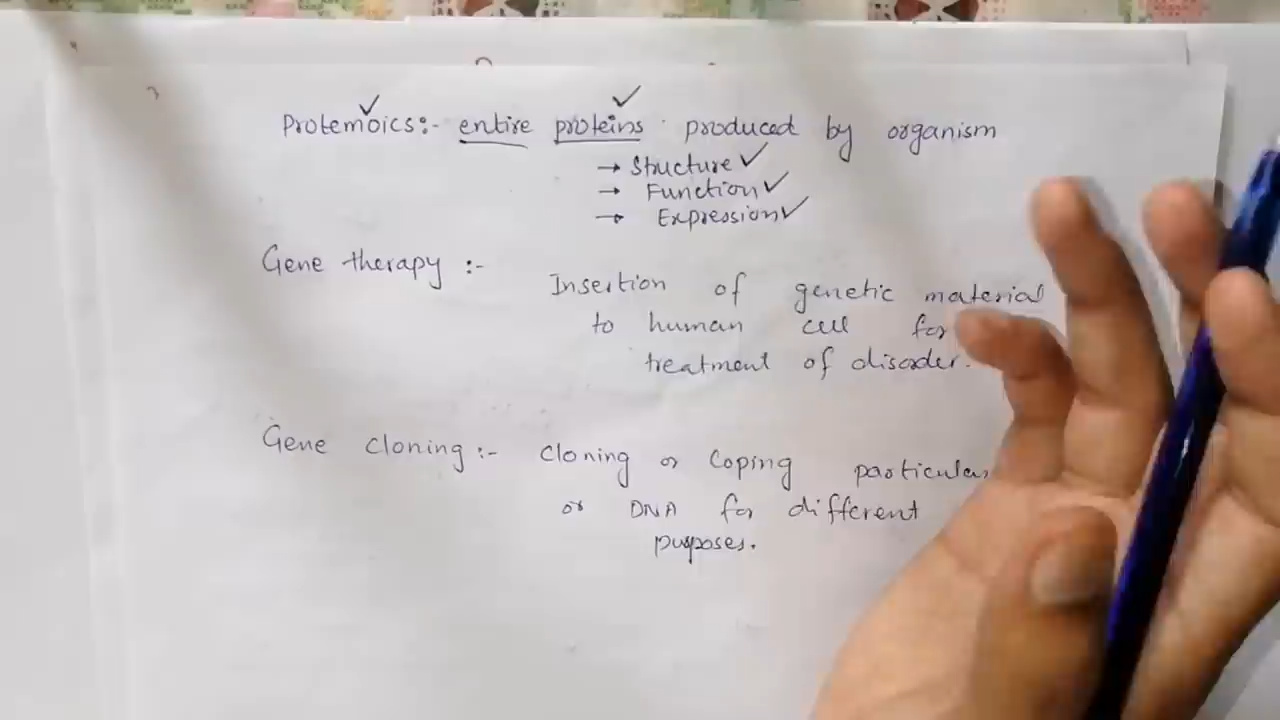 Protemoics:- entire proteins produced by organism
→ Structure ✓
→ Function ✓
→ Expression ✓
Gene therapy :- Insertion of genetic material
to human cell for
treatment of disorder.
Gene cloning :- Cloning or Coping particular
or DNA for different
purposes.